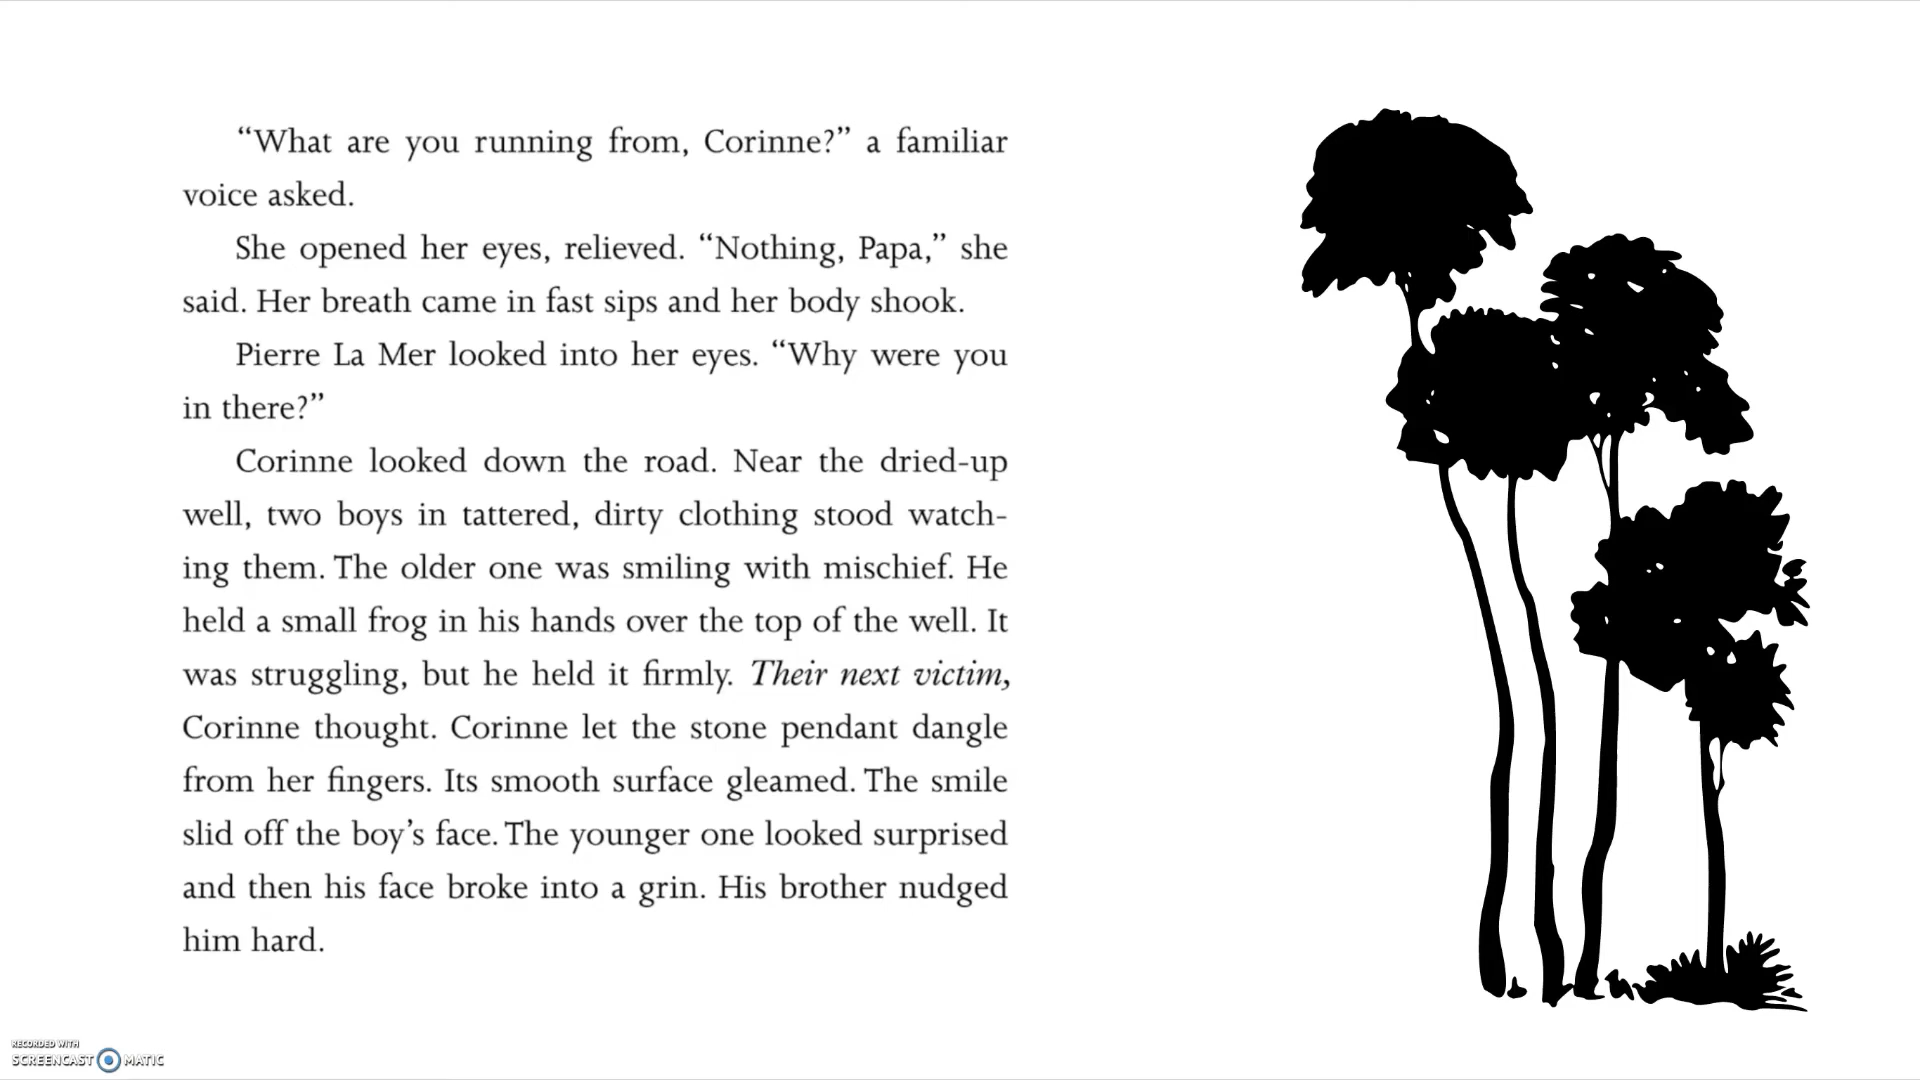 “What are you running from, Corinne?” a familiar
voice asked.
She opened her eyes, relieved. “Nothing, Papa,” she
said. Her breath came in fast sips and her body shook.
Pierre La Mer looked into her eyes. “Why were you
in there?”
Corinne looked down the road. Near the dried-up
well, two boys in tattered, dirty clothing stood watch-
ing them. The older one was smiling with mischief. He
held a small frog in his hands over the top of the well. It
was struggling, but he held it firmly. Their next victim,
Corinne thought. Corinne let the stone pendant dangle
from her fingers. Its smooth surface gleamed. The smile
slid off the boy’s face. The younger one looked surprised
and then his face broke into a grin. His brother nudged
him hard.
RECORDED WITH
SCREENCAST MATIC